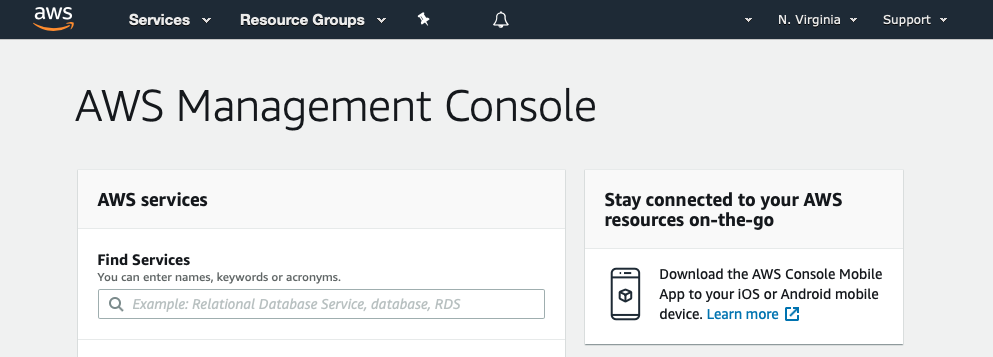 aws Services Resource Groups N. Virginia Support
AWS Management Console
AWS services
Find Services
You can enter names, keywords or acronyms.
Example: Relational Database Service, database, RDS
Stay connected to your AWS
resources on-the-go
Download the AWS Console Mobile
App to your iOS or Android mobile
device. Learn more